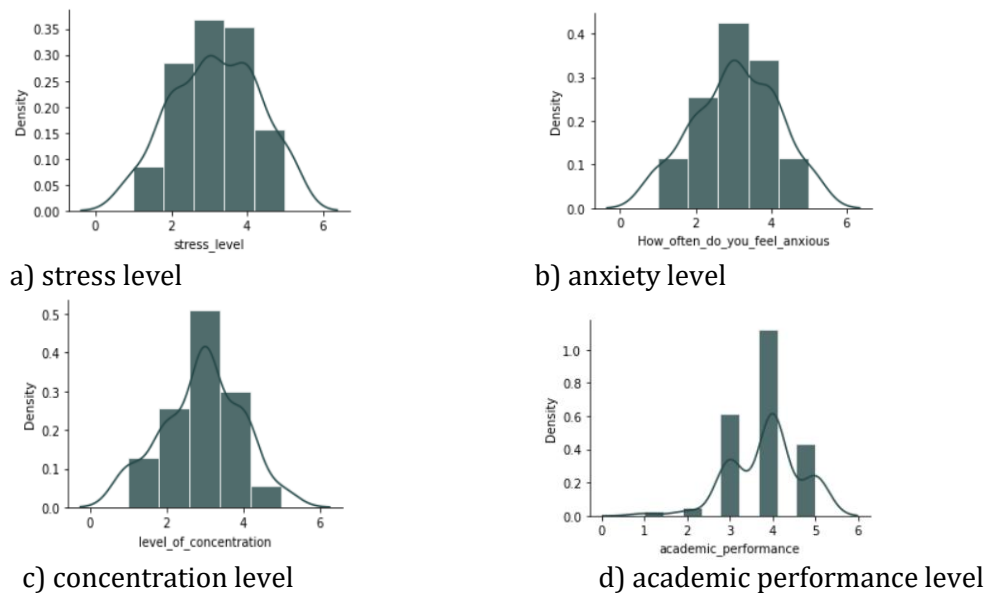 0.35
0.30
0.25
0.20
0.15
0.10
0.05
0.00
Density
0 2 4 6
stress_level
a) stress level
0.4
0.3
0.2
0.1
0.0
Density
0 2 4 6
How_often_do_you_feel_anxious
b) anxiety level
0.5
0.4
0.3
0.2
0.1
0.0
Density
0 2 4 6
level_of_concentration
c) concentration level
1.0
0.8
0.6
0.4
0.2
0.0
Density
0 1 2 3 4 5 6
academic_performance
d) academic performance level